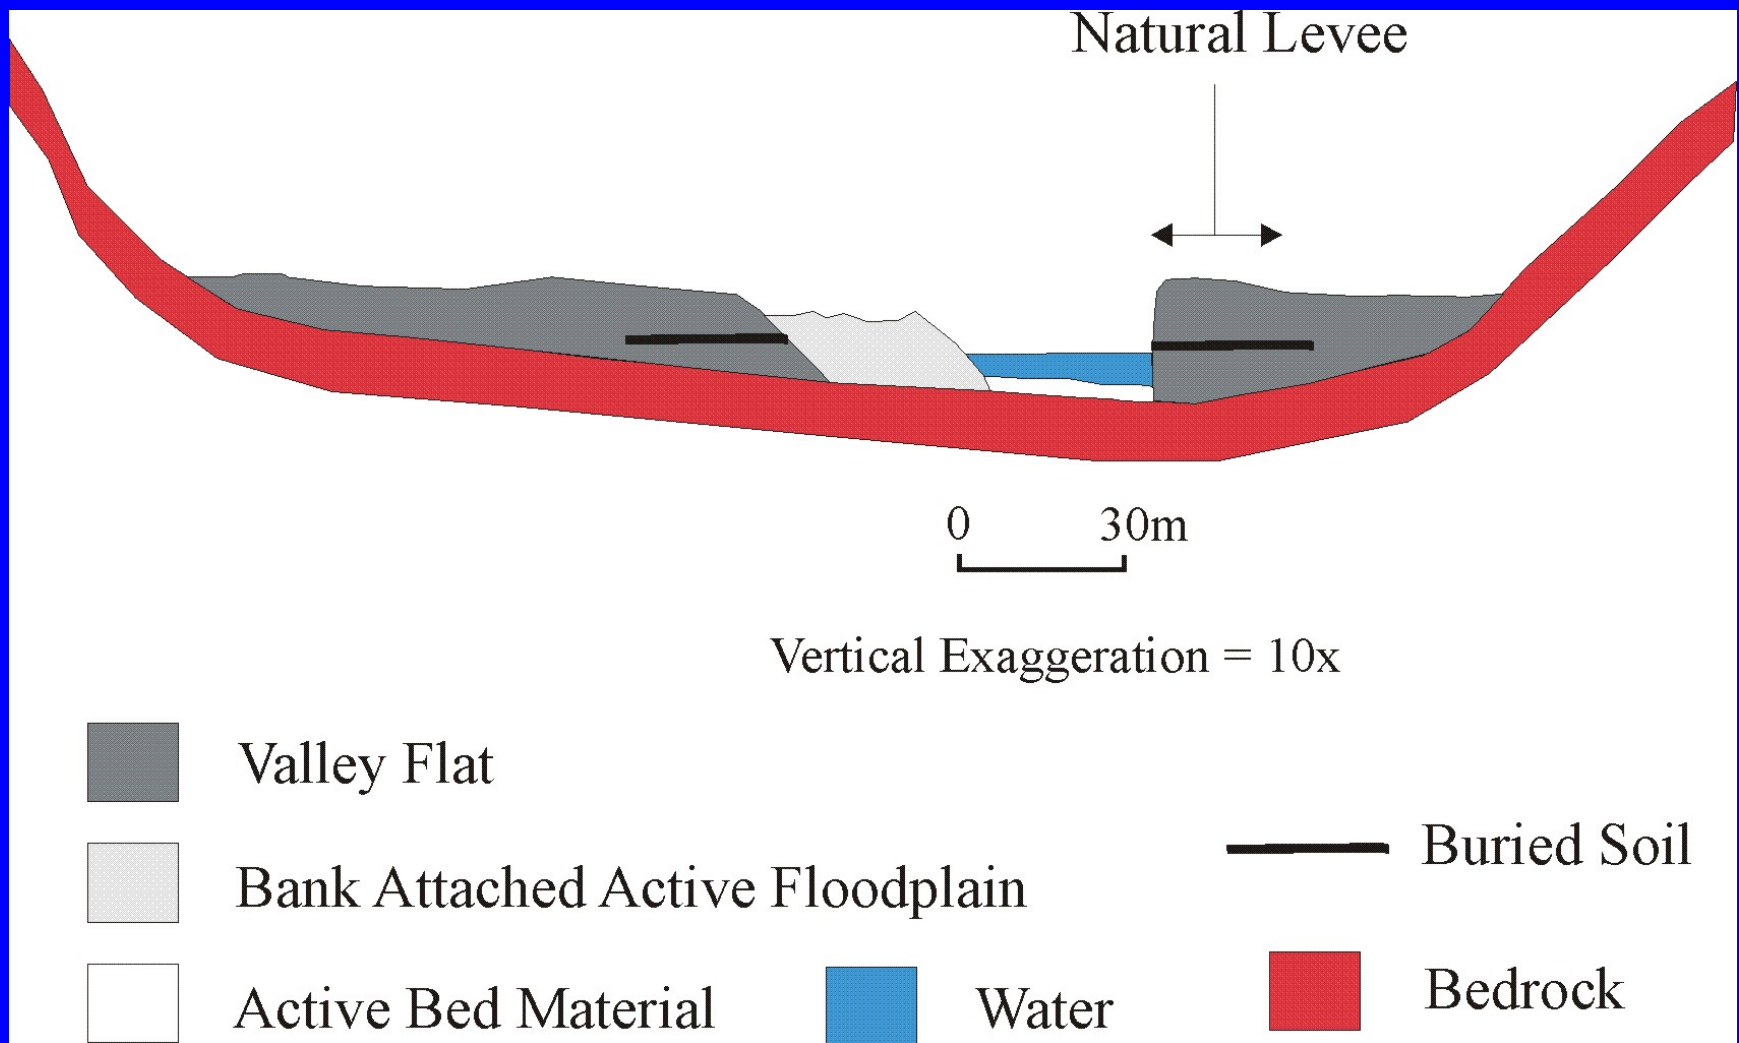 Natural Levee
0 30m
Vertical Exaggeration = 10x
Valley Flat
Buried Soil
Bank Attached Active Floodplain
Active Bed Material
Water
Bedrock